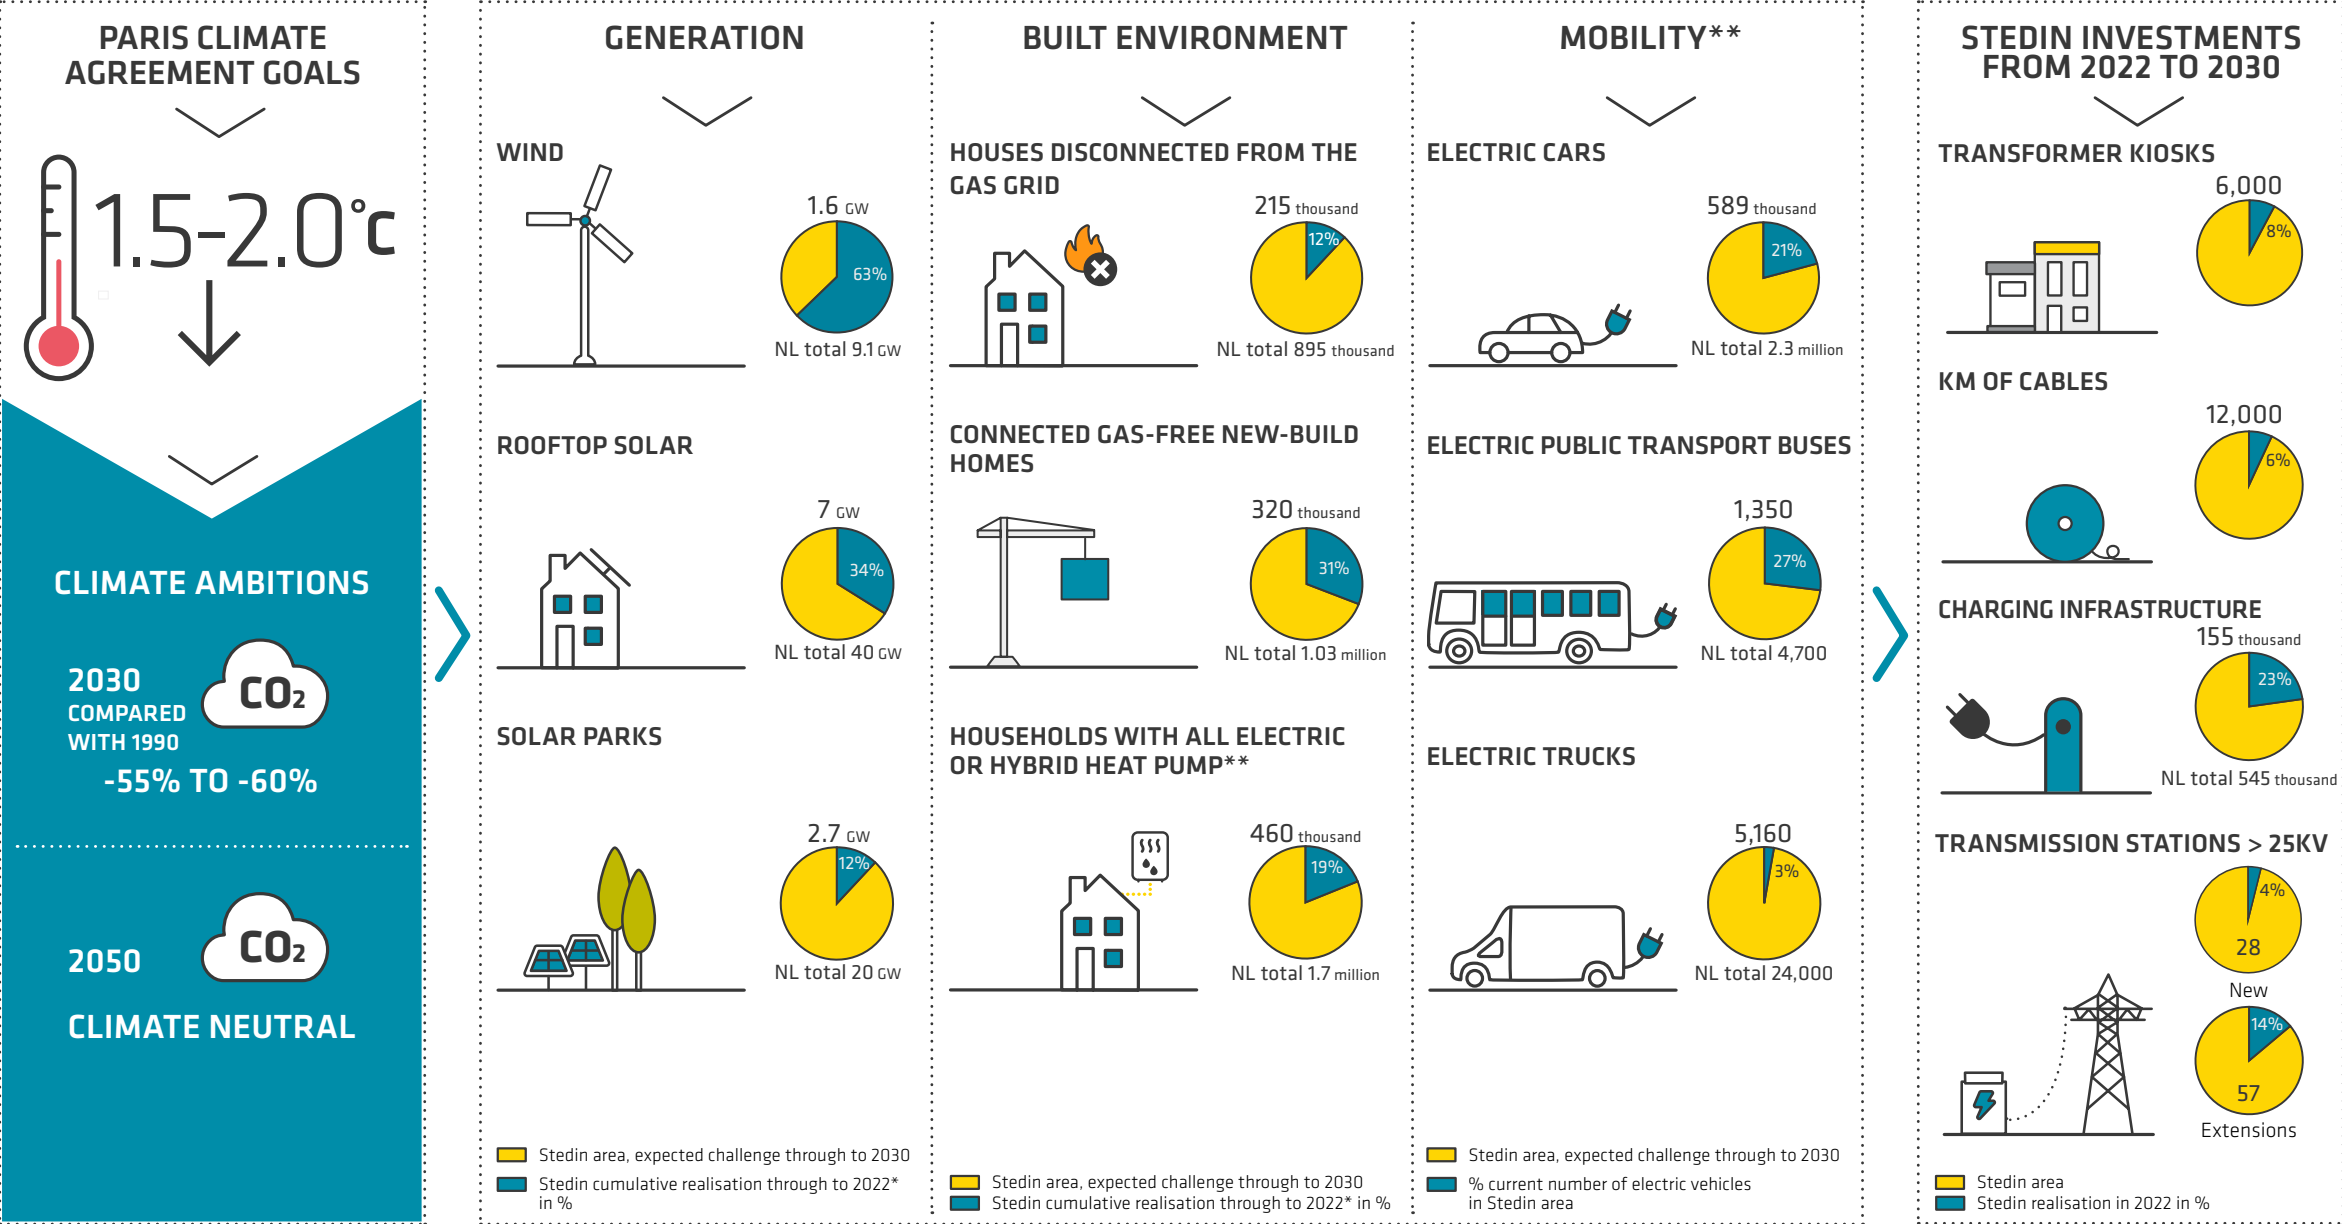 PARIS CLIMATE
AGREEMENT GOALS
1.5-2.0°C
CLIMATE AMBITIONS
2030
COMPARED
WITH 1990
CO2
-55% TO -60%
2050
CO2
CLIMATE NEUTRAL
GENERATION
WIND
1.6 GW
63%
NL total 9.1 GW
ROOFTOP SOLAR
7 GW
34%
NL total 40 GW
SOLAR PARKS
2.7 GW
12%
NL total 20 GW
Stedin area, expected challenge through to 2030
Stedin cumulative realisation through to 2022*
in %
BUILT ENVIRONMENT
HOUSES DISCONNECTED FROM THE
GAS GRID
215 thousand
12%
NL total 895 thousand
CONNECTED GAS-FREE NEW-BUILD
HOMES
320 thousand
31%
NL total 1.03 million
HOUSEHOLDS WITH ALL ELECTRIC
OR HYBRID HEAT PUMP**
460 thousand
19%
NL total 1.7 million
Stedin area, expected challenge through to 2030
Stedin cumulative realisation through to 2022* in %
MOBILITY**
ELECTRIC CARS
589 thousand
21%
NL total 2.3 million
ELECTRIC PUBLIC TRANSPORT BUSES
1,350
27%
NL total 4,700
ELECTRIC TRUCKS
5,160
3%
NL total 24,000
Stedin area, expected challenge through to 2030
% current number of electric vehicles
in Stedin area
STEDIN INVESTMENTS
FROM 2022 TO 2030
TRANSFORMER KIOSKS
6,000
8%
KM OF CABLES
12,000
6%
CHARGING INFRASTRUCTURE
155 thousand
23%
NL total 545 thousand
TRANSMISSION STATIONS > 25KV
4%
28
New
14%
57
Extensions
Stedin area
Stedin realisation in 2022 in %